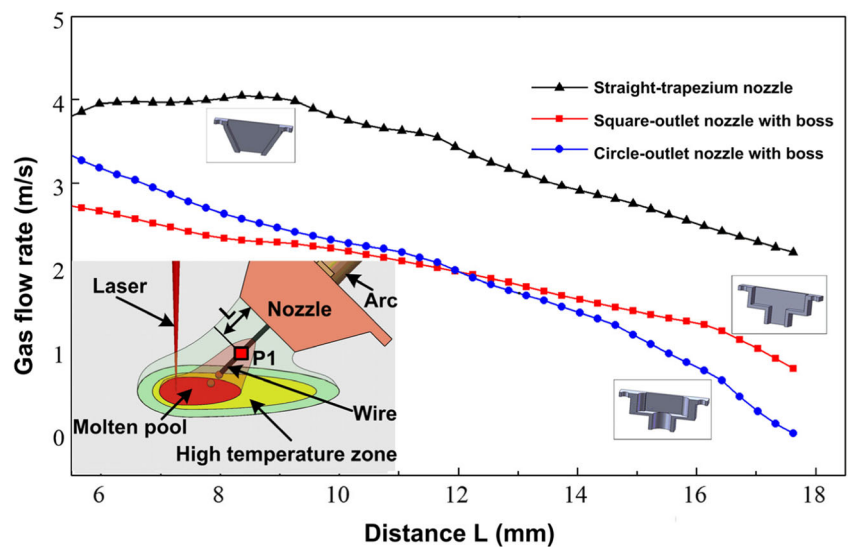 Gas flow rate (m/s)
5
4
3
2
1
0
Straight-trapezium nozzle
Square-outlet nozzle with boss
Circle-outlet nozzle with boss
Laser
L
Nozzle
Arc
P1
Wire
Molten pool
High temperature zone
6 8 10 12 14 16 18
Distance L (mm)